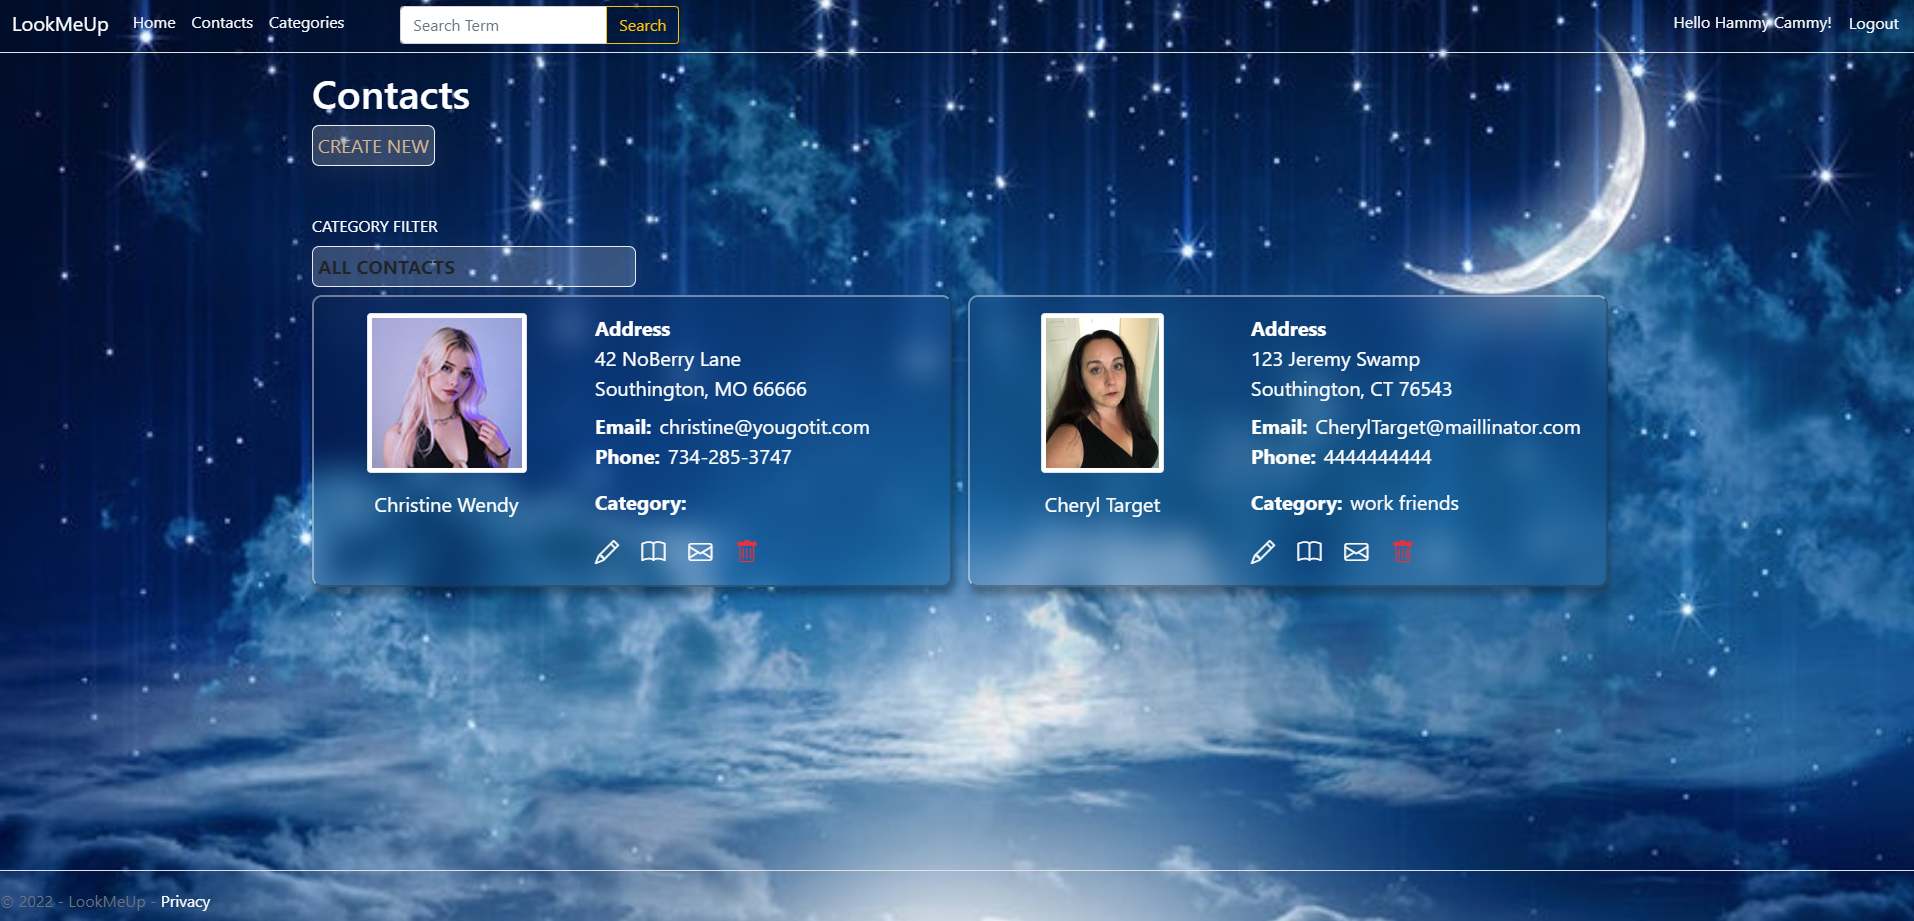 LookMeUp Home Contacts Categories Search Term Search Hello Hammy Cammy! Logout
Contacts
CREATE NEW
CATEGORY FILTER
ALL CONTACTS
Address
42 NoBerry Lane
Southington, MO 66666
Email: christine@yougotit.com
Phone: 734-285-3747
Christine Wendy
Category:
Address
123 Jeremy Swamp
Southington, CT 76543
Email: CherylTarget@maillinator.com
Phone: 4444444444
Cheryl Target
Category: work friends
© 2022 - LookMeUp - Privacy